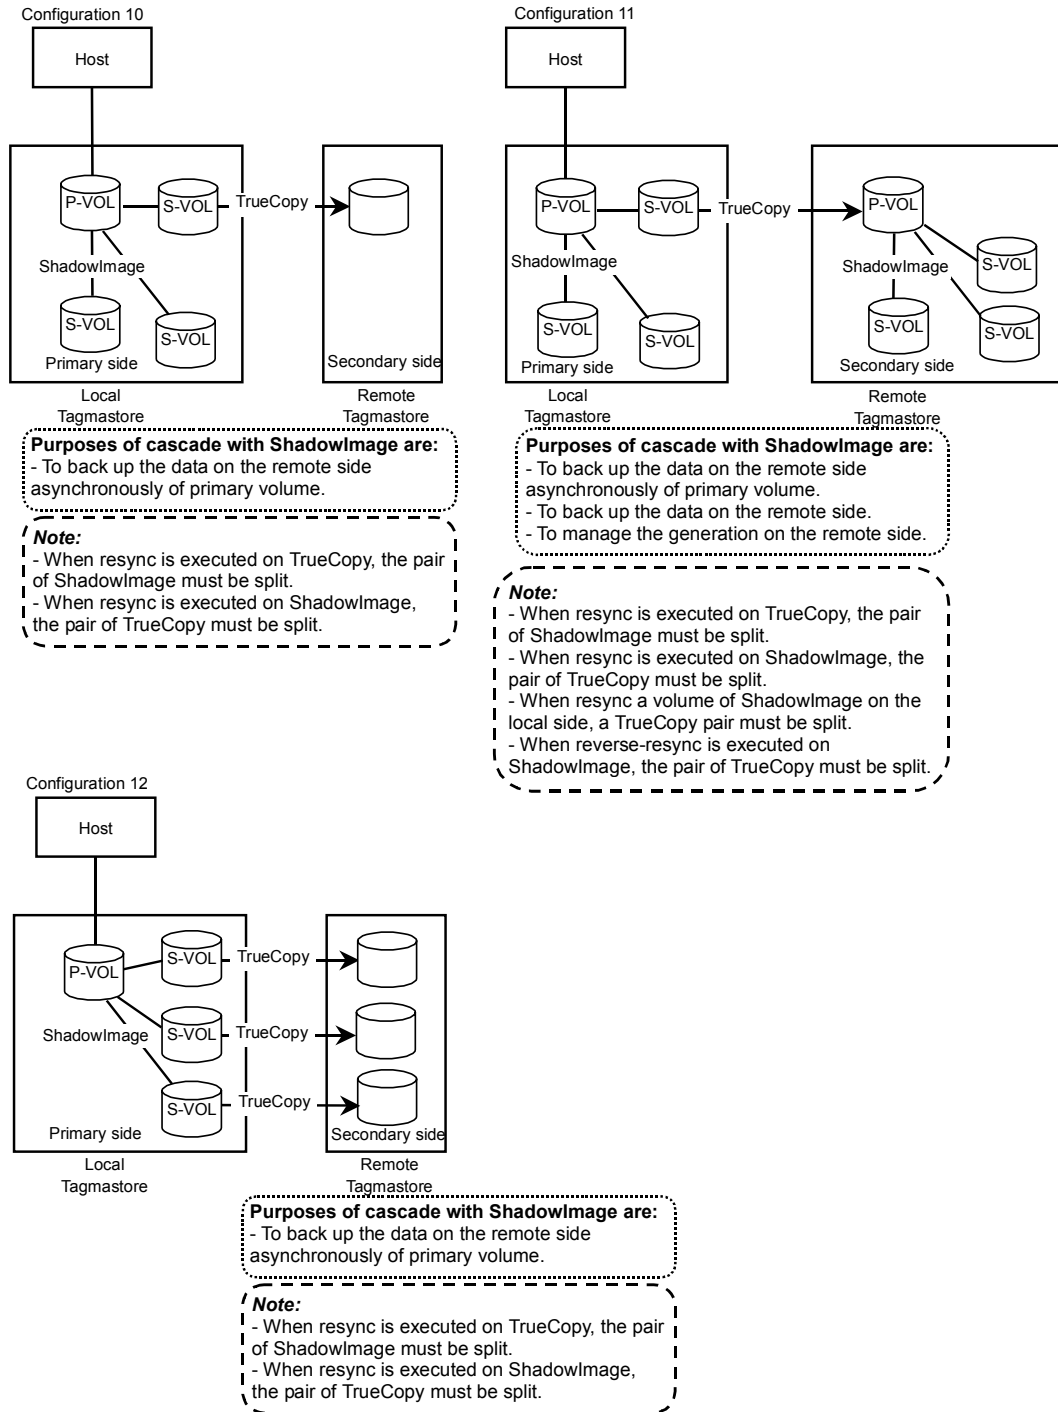 Configuration 10
Host
P-VOL
S-VOL
TrueCopy
ShadowImage
S-VOL
S-VOL
Primary side
Secondary side
Local
Tagmastore
Remote
Tagmastore
Purposes of cascade with ShadowImage are:
- To back up the data on the remote side
asynchronously of primary volume.
Note:
- When resync is executed on TrueCopy, the pair
of ShadowImage must be split.
- When resync is executed on ShadowImage,
the pair of TrueCopy must be split.
Configuration 11
Host
P-VOL
S-VOL
TrueCopy
P-VOL
ShadowImage
S-VOL
S-VOL
Primary side
ShadowImage
S-VOL
S-VOL
S-VOL
Secondary side
Local
Tagmastore
Remote
Tagmastore
Purposes of cascade with ShadowImage are:
- To back up the data on the remote side
asynchronously of primary volume.
- To back up the data on the remote side.
- To manage the generation on the remote side.
Note:
- When resync is executed on TrueCopy, the pair
of ShadowImage must be split.
- When resync is executed on ShadowImage, the
pair of TrueCopy must be split.
- When resync a volume of ShadowImage on the
local side, a TrueCopy pair must be split.
- When reverse-resync is executed on
ShadowImage, the pair of TrueCopy must be split.
Configuration 12
Host
P-VOL
S-VOL
TrueCopy
ShadowImage
S-VOL
TrueCopy
S-VOL
TrueCopy
Primary side
Secondary side
Local
Tagmastore
Remote
Tagmastore
Purposes of cascade with ShadowImage are:
- To back up the data on the remote side
asynchronously of primary volume.
Note:
- When resync is executed on TrueCopy, the pair
of ShadowImage must be split.
- When resync is executed on ShadowImage,
the pair of TrueCopy must be split.